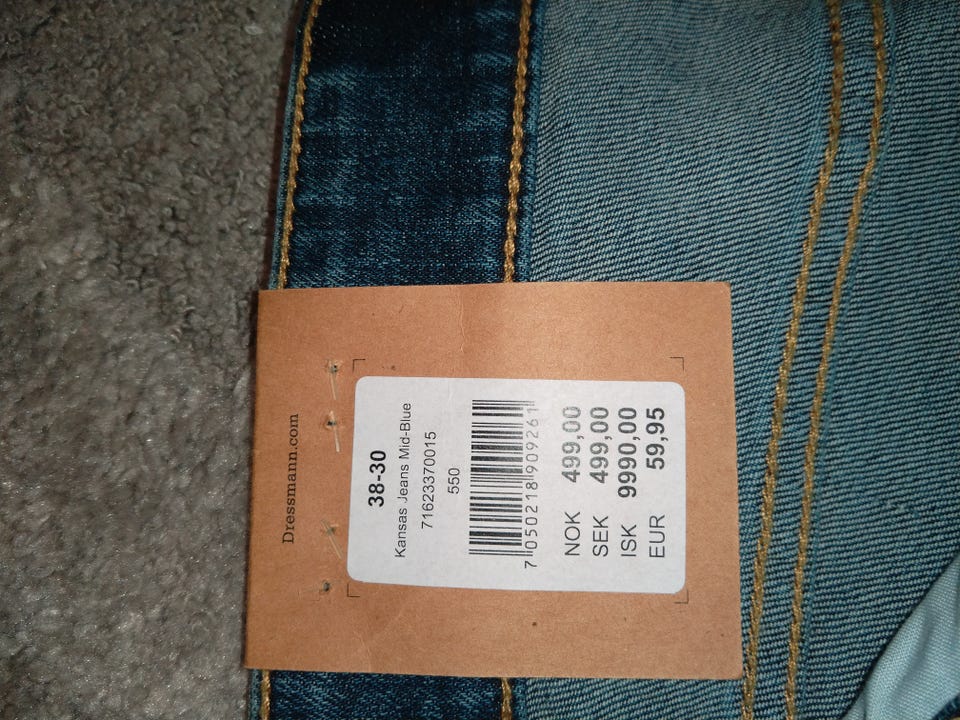 Dressmann.com
38-30
Kansas Jeans Mid-Blue
71623370015
550
7 050218 909261
NOK 499,00
SEK 499,00
ISK 9990,00
EUR 59,95